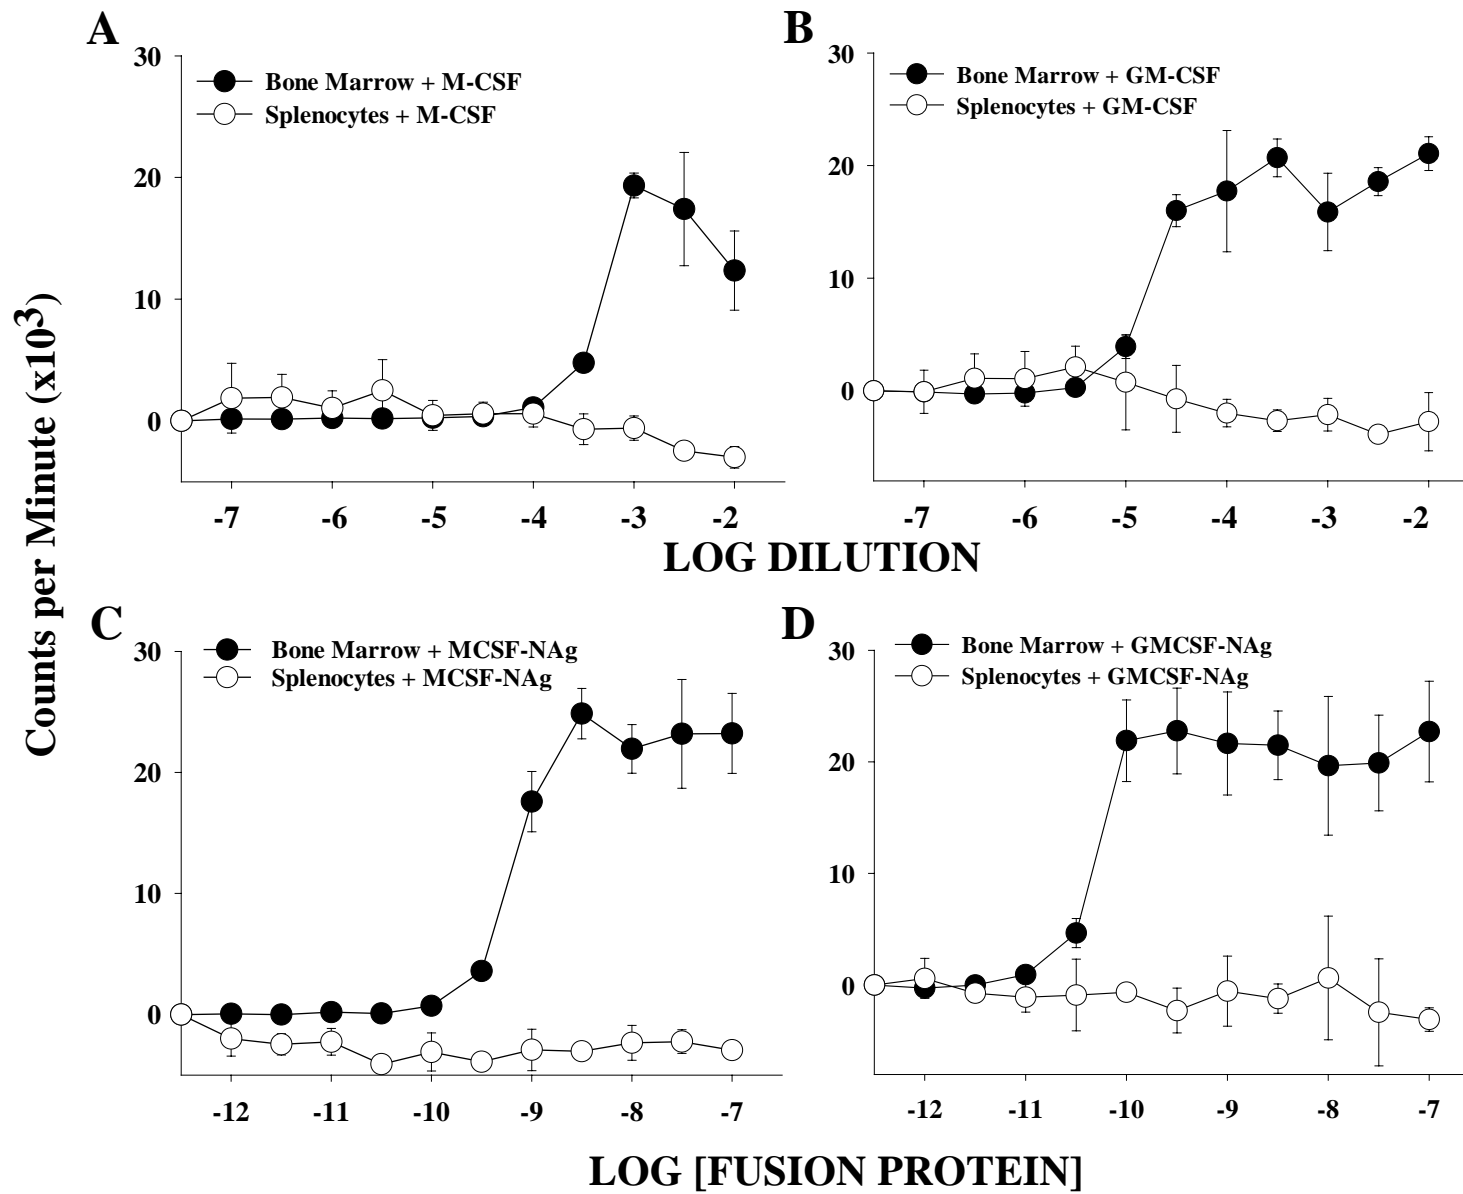 A
30
20
10
0
Bone Marrow + M-CSF
Splenocytes + M-CSF
-7 -6 -5 -4 -3 -2
B
30
20
10
0
Bone Marrow + GM-CSF
Splenocytes + GM-CSF
-7 -6 -5 -4 -3 -2
LOG DILUTION
Counts per Minute (x10³)
C
30
20
10
0
Bone Marrow + MCSF-NAg
Splenocytes + MCSF-NAg
-12 -11 -10 -9 -8 -7
D
30
20
10
0
Bone Marrow + GMCSF-NAg
Splenocytes + GMCSF-NAg
-12 -11 -10 -9 -8 -7
LOG [FUSION PROTEIN]